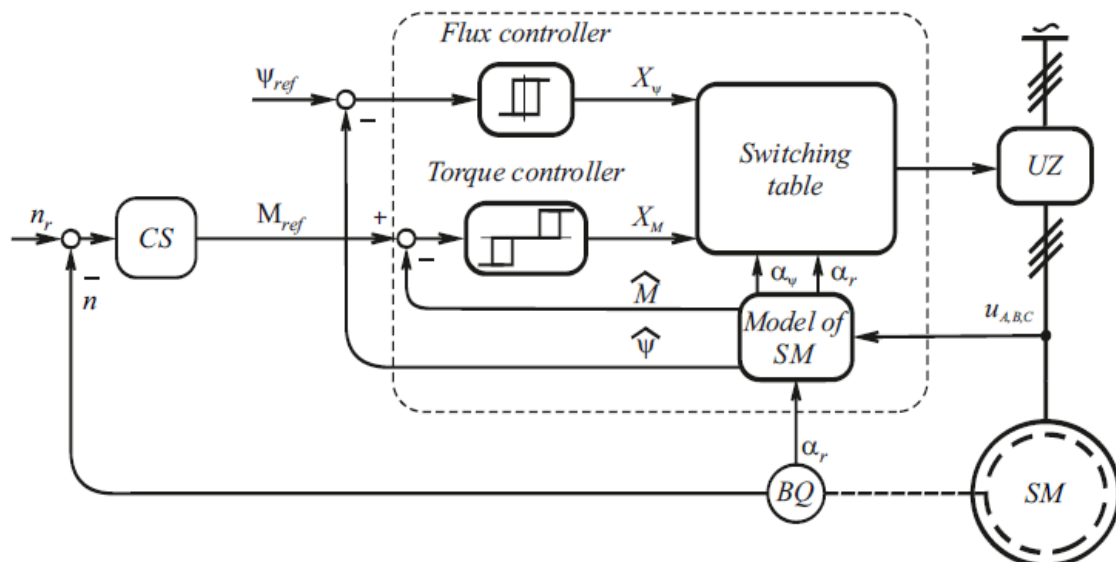 Flux controller
ψref
−
Xψ
Switching
table
UZ
Torque controller
nr
−
n
CS
Mref
+
−
XM
αψ
αr
M̂
ψ̂
Model of
SM
uA,B,C
αr
BQ
SM